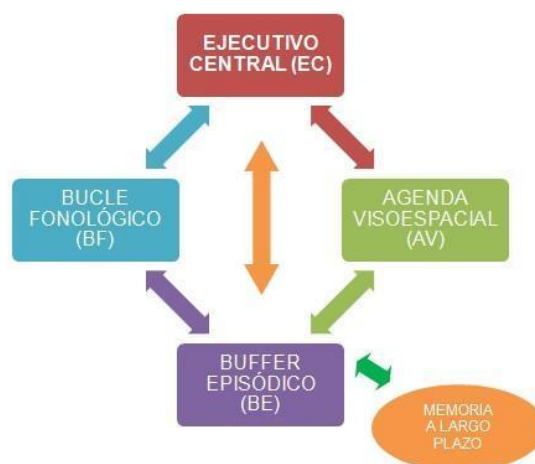 EJECUTIVO
CENTRAL (EC)
BUCLE
FONOLÓGICO
(BF)
AGENDA
VISOESPACIAL
(AV)
BUFFER
EPISÓDICO
(BE)
MEMORIA
A LARGO
PLAZO